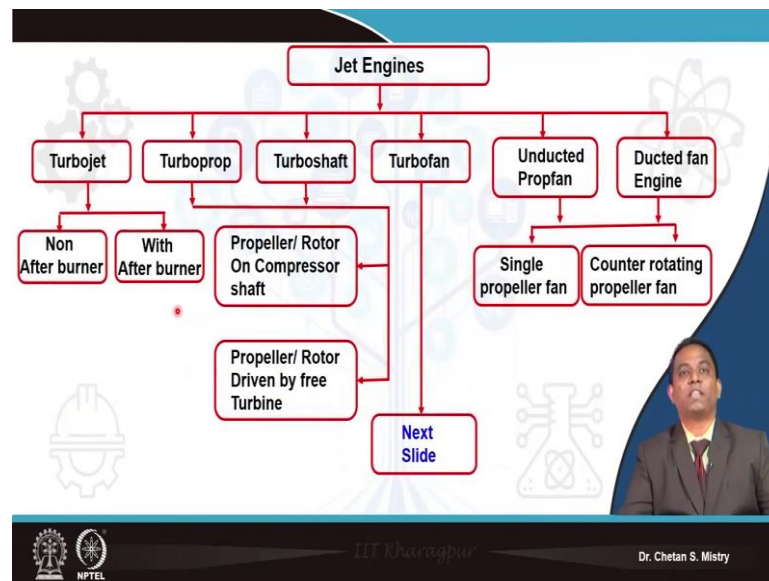 Jet Engines
Turbojet
Turboprop
Turboshaft
Turbofan
Unducted
Propfan
Ducted fan
Engine
Non
After burner
With
After burner
Propeller/ Rotor
On Compressor
shaft
Single
propeller fan
Counter rotating
propeller fan
Propeller/ Rotor
Driven by free
Turbine
Next
Slide
IIT Kharagpur
NPTEL
Dr. Chetan S. Mistry